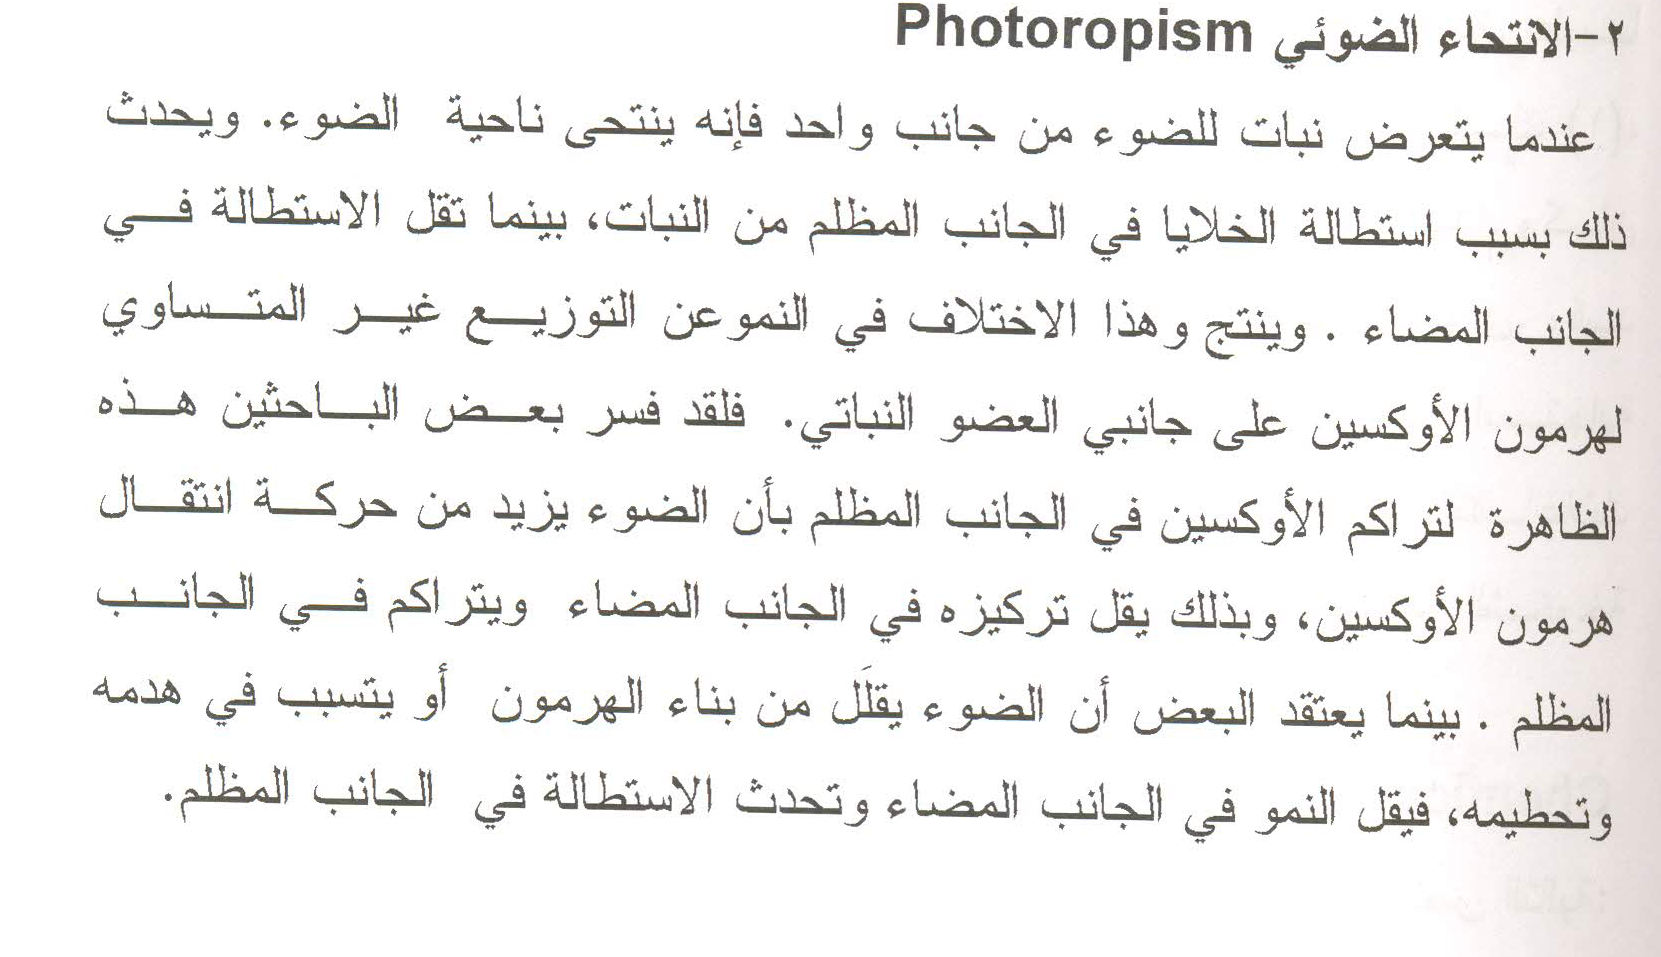 ٢-الانتحاء الضوئي Photoropism
عندما يتعرض نبات للضوء من جانب واحد فإنه ينتحى ناحية الضوء. ويحدث
ذلك بسبب استطالة الخلايا في الجانب المظلم من النبات، بينما تقل الاستطالة في
الجانب المضاء . وينتج وهذا الاختلاف في النموعن التوزيع غير المتساوي
لهرمون الأوكسين على جانبي العضو النباتي. فلقد فسر بعض الباحثين هذه
الظاهرة لتراكم الأوكسين في الجانب المظلم بأن الضوء يزيد من حركة انتقال
هرمون الأوكسين، وبذلك يقل تركيزه في الجانب المضاء ويتراكم في الجانب
المظلم . بينما يعتقد البعض أن الضوء يقلَل من بناء الهرمون أو يتسبب في هدمه
وتحطيمه، فيقل النمو في الجانب المضاء وتحدث الاستطالة في الجانب المظلم.